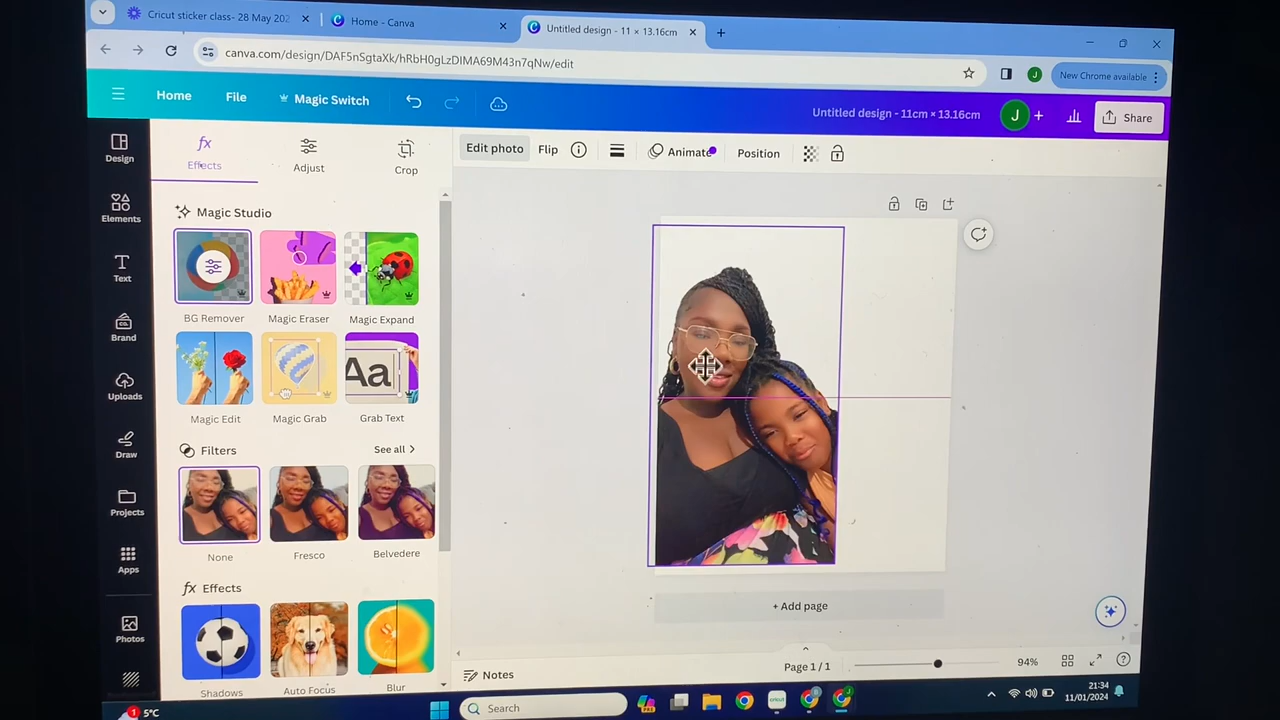 Cricut sticker class- 28 May 202
Home - Canva
Untitled design - 11 × 13.16cm
canva.com/design/DAF5nSgtaXk/hRbH0gLzDIMA69M43n7qNw/edit
J
New Chrome available
Home
File
Magic Switch
Untitled design - 11cm × 13.16cm
J
+
Share
Design
Elements
Text
Brand
Uploads
Draw
Projects
Apps
Photos
fx
Effects
Adjust
Crop
Edit photo
Flip
Animate
Position
Magic Studio
BG Remover
Magic Eraser
Magic Expand
Aa
Magic Edit
Magic Grab
Grab Text
Filters
See all
None
Fresco
Belvedere
fx Effects
Shadows
Auto Focus
Blur
+ Add page
Notes
Page 1 / 1
94%
1
5°C
Search
cricut
21:34
11/01/2024